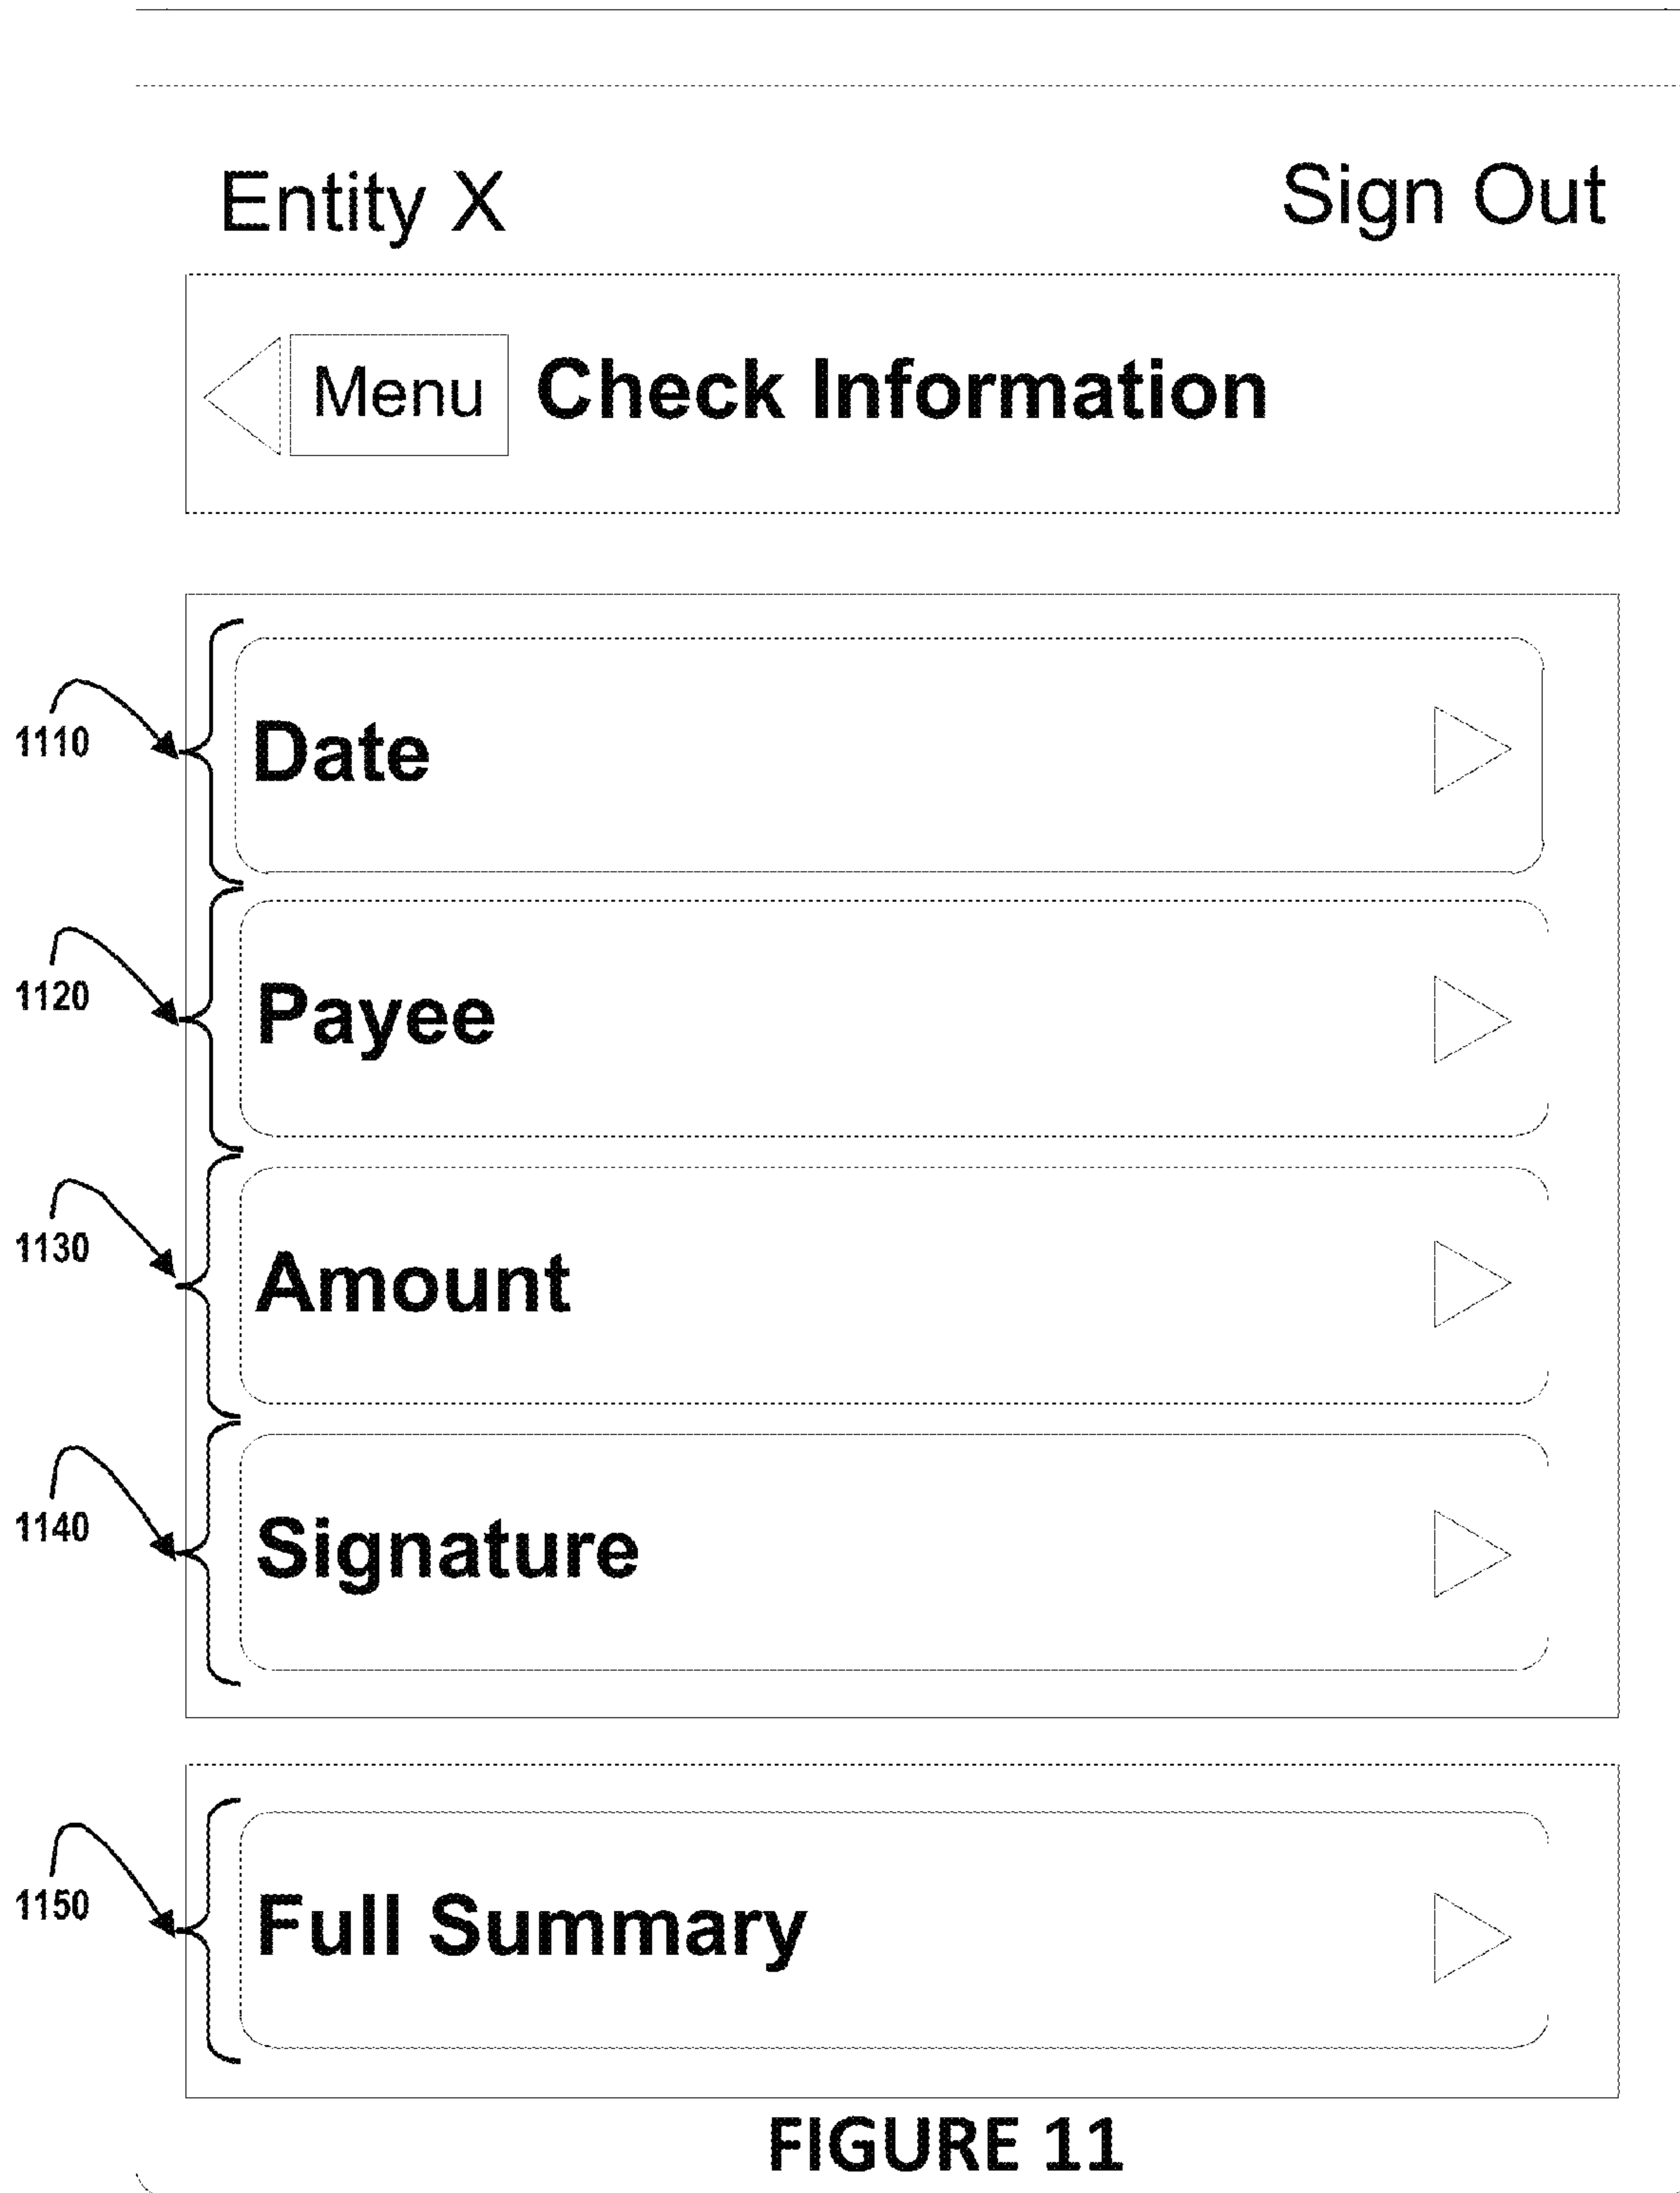 Entity X Sign Out
Menu Check Information
1110 Date
1120 Payee
1130 Amount
1140 Signature
1150 Full Summary
FIGURE 11